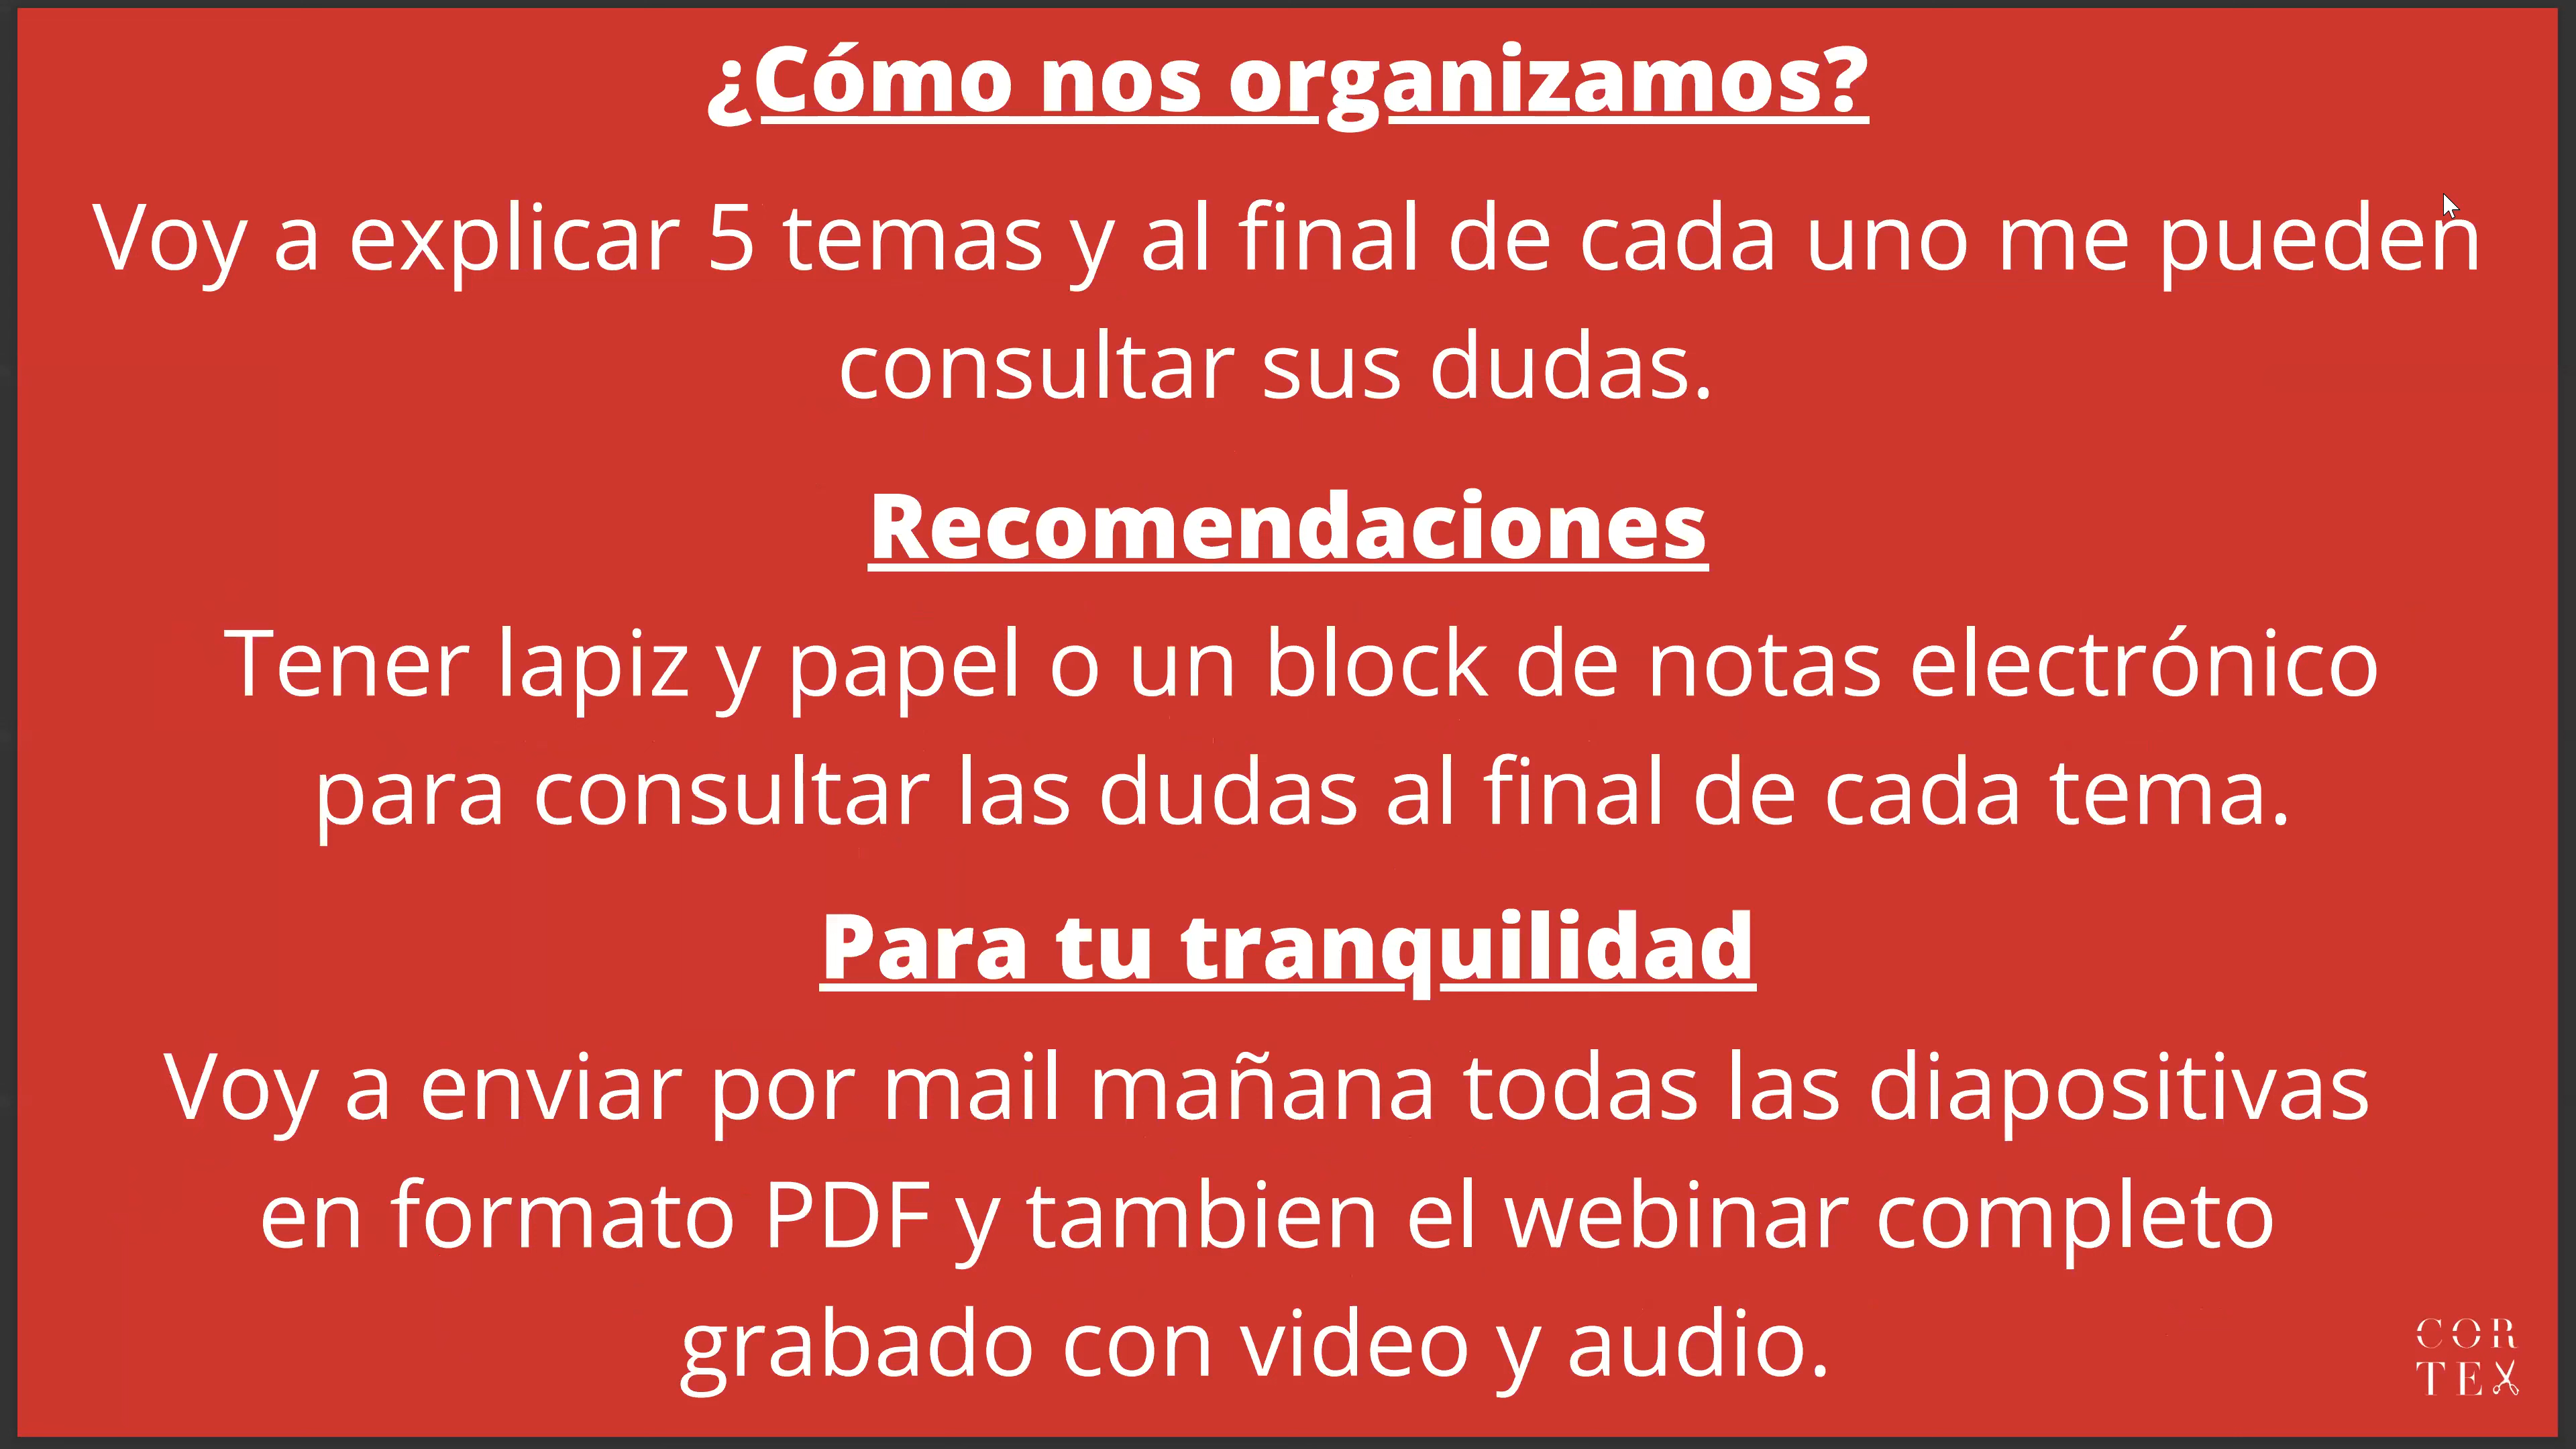 ¿Cómo nos organizamos?
Voy a explicar 5 temas y al final de cada uno me pueden
consultar sus dudas.
Recomendaciones
Tener lapiz y papel o un block de notas electrónico
para consultar las dudas al final de cada tema.
Para tu tranquilidad
Voy a enviar por mail mañana todas las diapositivas
en formato PDF y tambien el webinar completo
grabado con video y audio.
COR
TEX